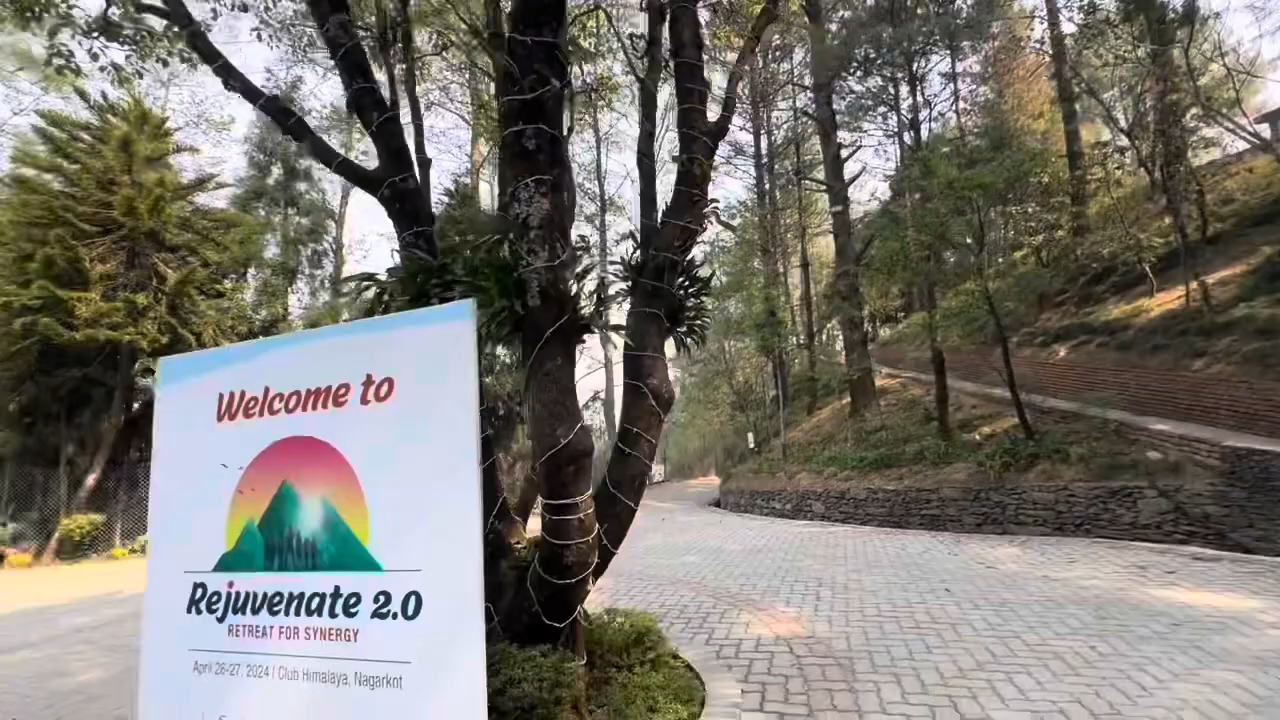 Welcome to
Rejuvenate 2.0
RETREAT FOR SYNERGY
April 26-27, 2024 | Club Himalaya, Nagarkot